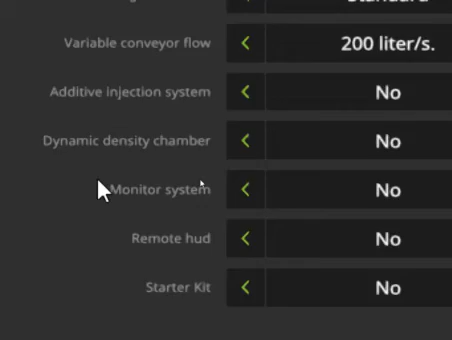 Variable conveyor flow 200 liter/s.
Additive injection system No
Dynamic density chamber No
Monitor system No
Remote hud No
Starter Kit No